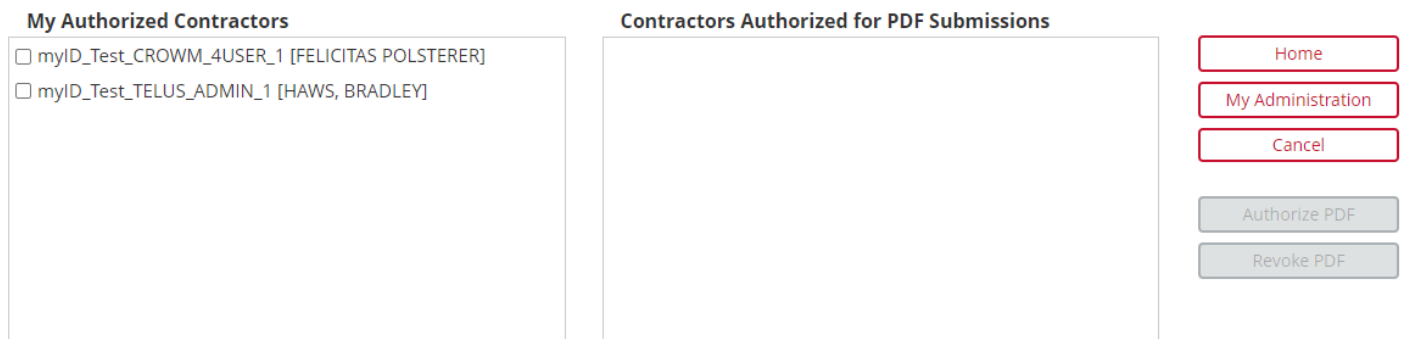 My Authorized Contractors
myID_Test_CROWM_4USER_1 [FELICITAS POLSTERER]
myID_Test_TELUS_ADMIN_1 [HAWS, BRADLEY]
Contractors Authorized for PDF Submissions
Home
My Administration
Cancel
Authorize PDF
Revoke PDF